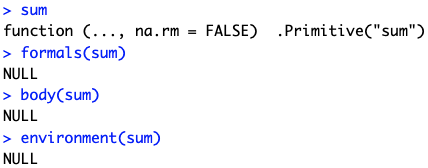 > sum
function (..., na.rm = FALSE)  .Primitive("sum")
> formals(sum)
NULL
> body(sum)
NULL
> environment(sum)
NULL